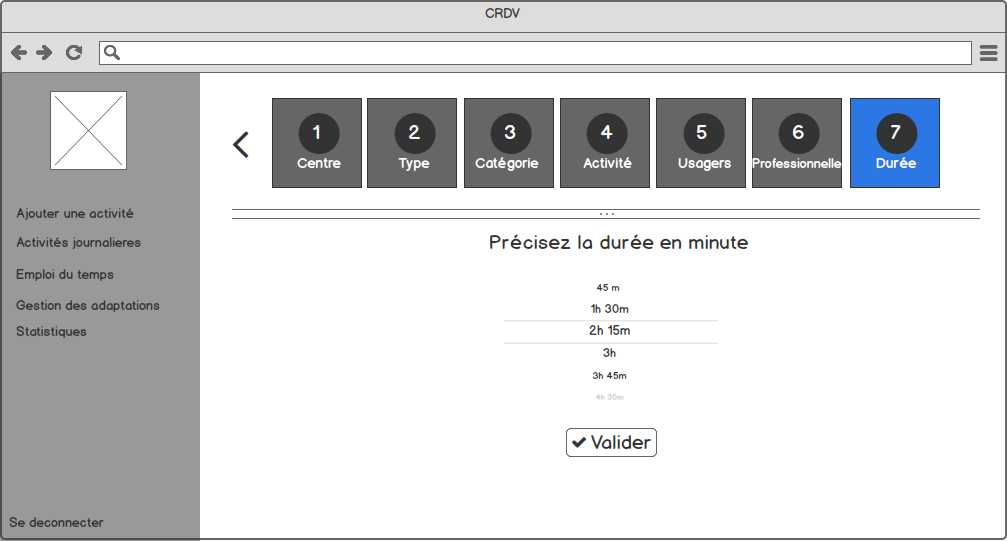 CRDV
1 2 3 4 5 6 7
Centre Type Catégorie Activité Usagers Professionnelle Durée
Ajouter une activité
Activités journalieres
Emploi du temps
Gestion des adaptations
Statistiques
Se deconnecter
...
Précisez la durée en minute
45 m
1h 30m
2h 15m
3h
3h 45m
4h 30m
Valider